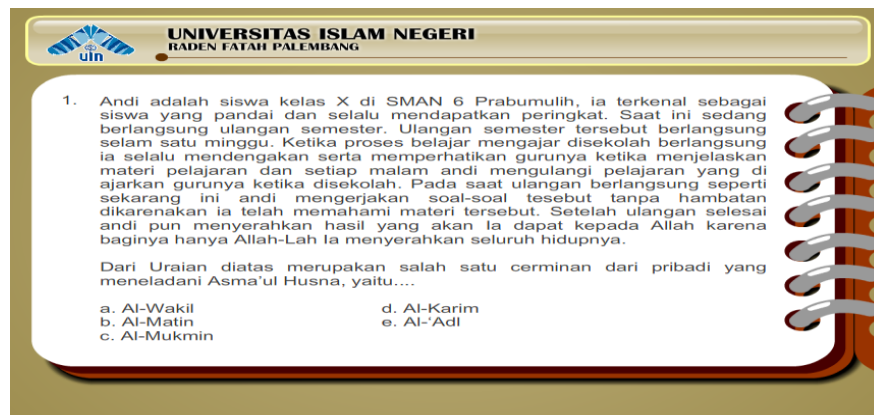 UNIVERSITAS ISLAM NEGERI
RADEN FATAH PALEMBANG
uin
1. Andi adalah siswa kelas X di SMAN 6 Prabumulih, ia terkenal sebagai
siswa yang pandai dan selalu mendapatkan peringkat. Saat ini sedang
berlangsung ulangan semester. Ulangan semester tersebut berlangsung
selam satu minggu. Ketika proses belajar mengajar disekolah berlangsung
ia selalu mendengakan serta memperhatikan gurunya ketika menjelaskan
materi pelajaran dan setiap malam andi mengulangi pelajaran yang di
ajarkan gurunya ketika disekolah. Pada saat ulangan berlangsung seperti
sekarang ini andi mengerjakan soal-soal tesebut tanpa hambatan
dikarenakan ia telah memahami materi tersebut. Setelah ulangan selesai
andi pun menyerahkan hasil yang akan Ia dapat kepada Allah karena
baginya hanya Allah-Lah Ia menyerahkan seluruh hidupnya.
Dari Uraian diatas merupakan salah satu cerminan dari pribadi yang
meneladani Asma'ul Husna, yaitu....
a. Al-Wakil d. Al-Karim
b. Al-Matin e. Al-'Adl
c. Al-Mukmin